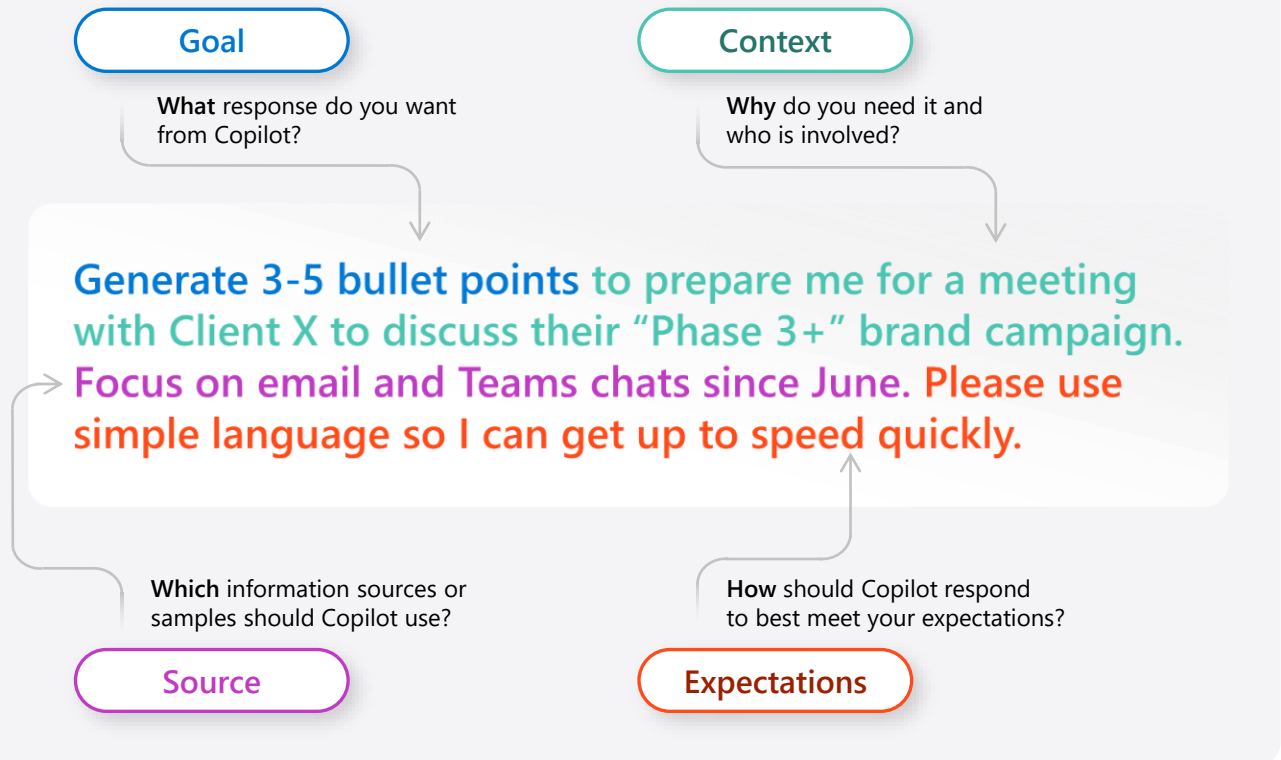 Goal
Context
What response do you want
from Copilot?
Why do you need it and
who is involved?
Generate 3-5 bullet points to prepare me for a meeting
with Client X to discuss their “Phase 3+” brand campaign.
Focus on email and Teams chats since June. Please use
simple language so I can get up to speed quickly.
Which information sources or
samples should Copilot use?
How should Copilot respond
to best meet your expectations?
Source
Expectations